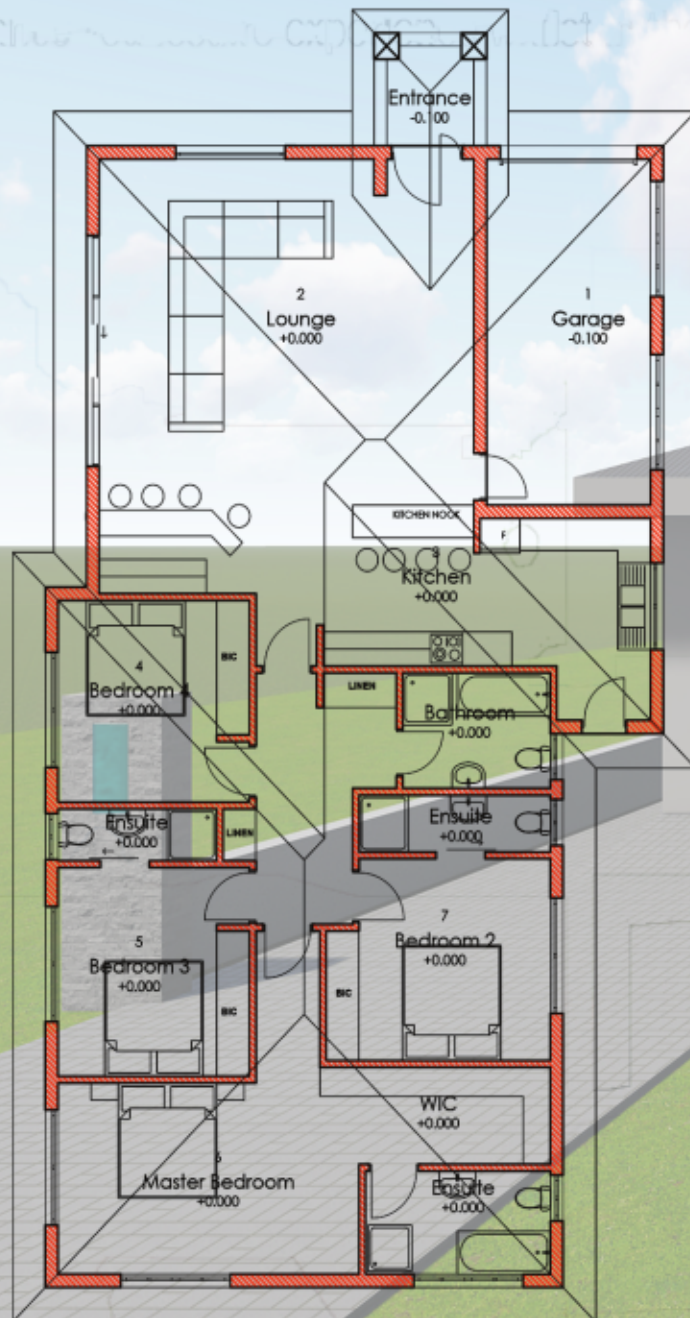 Entrance
-0.100
2
Lounge
+0.000
1
Garage
-0.100
KITCHEN NOOK
F
3
Kitchen
+0.000
4
Bedroom 4
+0.000
BIC
LINEN
Bathroom
+0.000
Ensuite
+0.000
LINEN
Ensuite
+0.000
5
Bedroom 3
+0.000
BIC
7
Bedroom 2
+0.000
BIC
WIC
+0.000
6
Master Bedroom
+0.000
Ensuite
+0.000